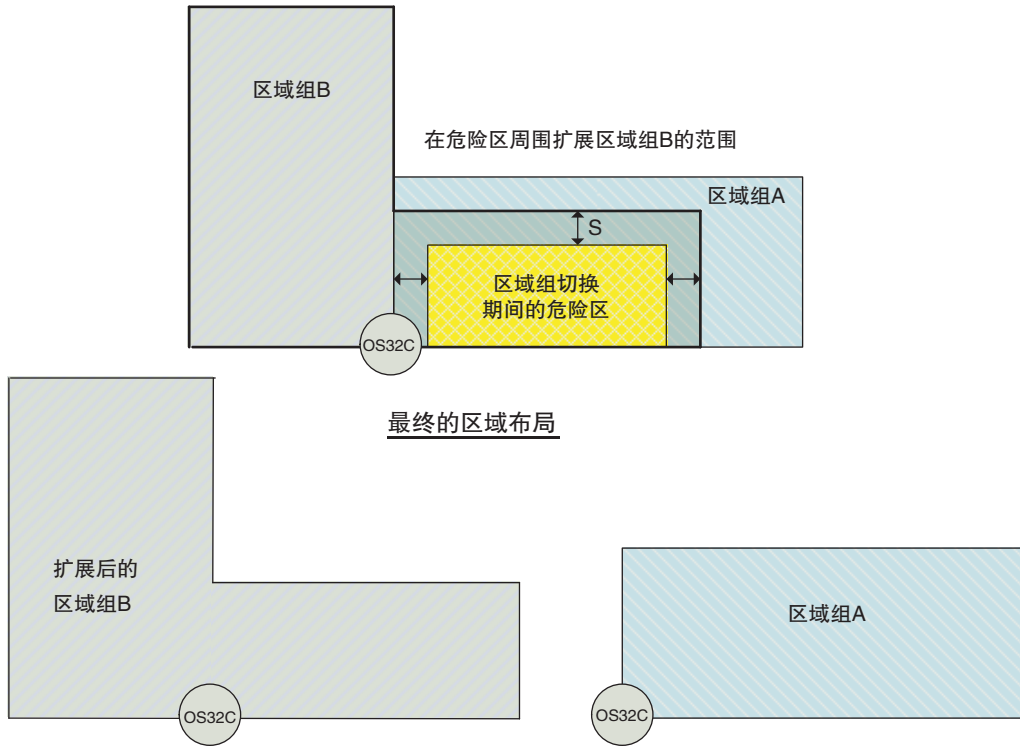 区域组B
在危险区周围扩展区域组B的范围
区域组A
S
区域组切换
期间的危险区
OS32C
最终的区域布局
扩展后的
区域组B
OS32C
区域组A
OS32C